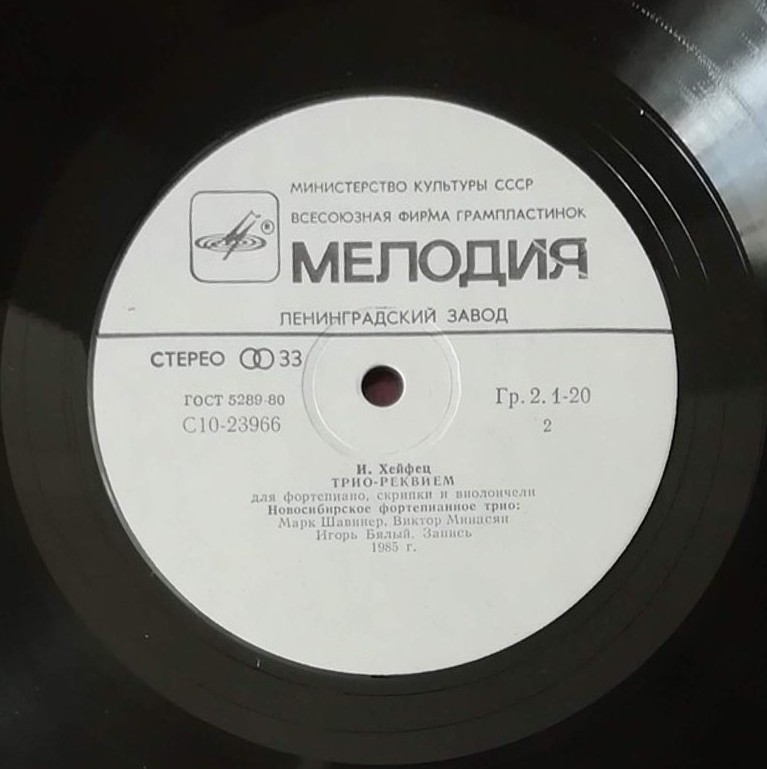 МИНИСТЕРСТВО КУЛЬТУРЫ СССР
ВСЕСОЮЗНАЯ ФИРМА ГРАМПЛАСТИНОК
®
МЕЛОДИЯ
ЛЕНИНГРАДСКИЙ ЗАВОД
СТЕРЕО 33
ГОСТ 5289-80
Гр. 2. 1-20
С10-23966
2
И. Хейфец
ТРИО-РЕКВИЕМ
для фортепиано, скрипки и виолончели
Новосибирское фортепианное трио:
Марк Шавинер, Виктор Минасян
Игорь Бялый. Запись
1985 г.